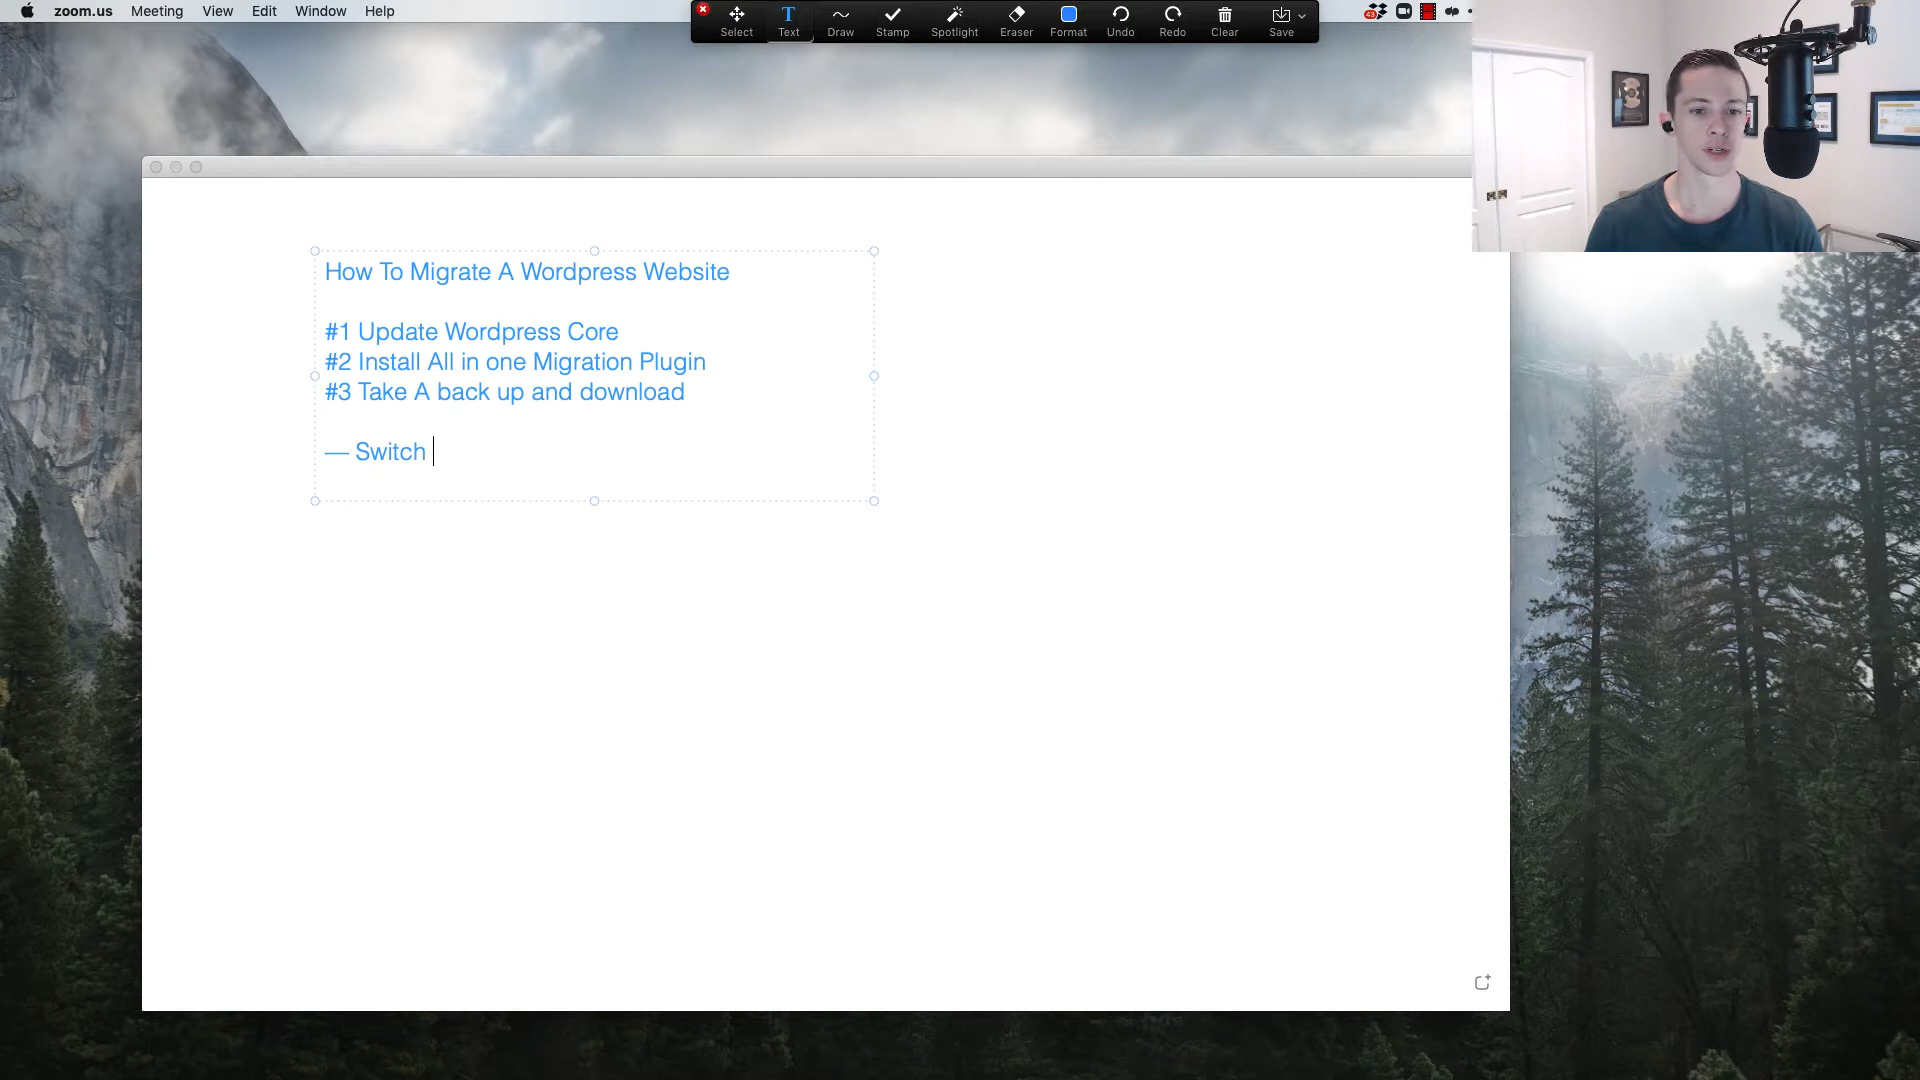 zoom.us Meeting View Edit Window Help
Select Text Draw Stamp Spotlight Eraser Format Undo Redo Clear Save
43
How To Migrate A Wordpress Website
#1 Update Wordpress Core
#2 Install All in one Migration Plugin
#3 Take A back up and download
— Switch